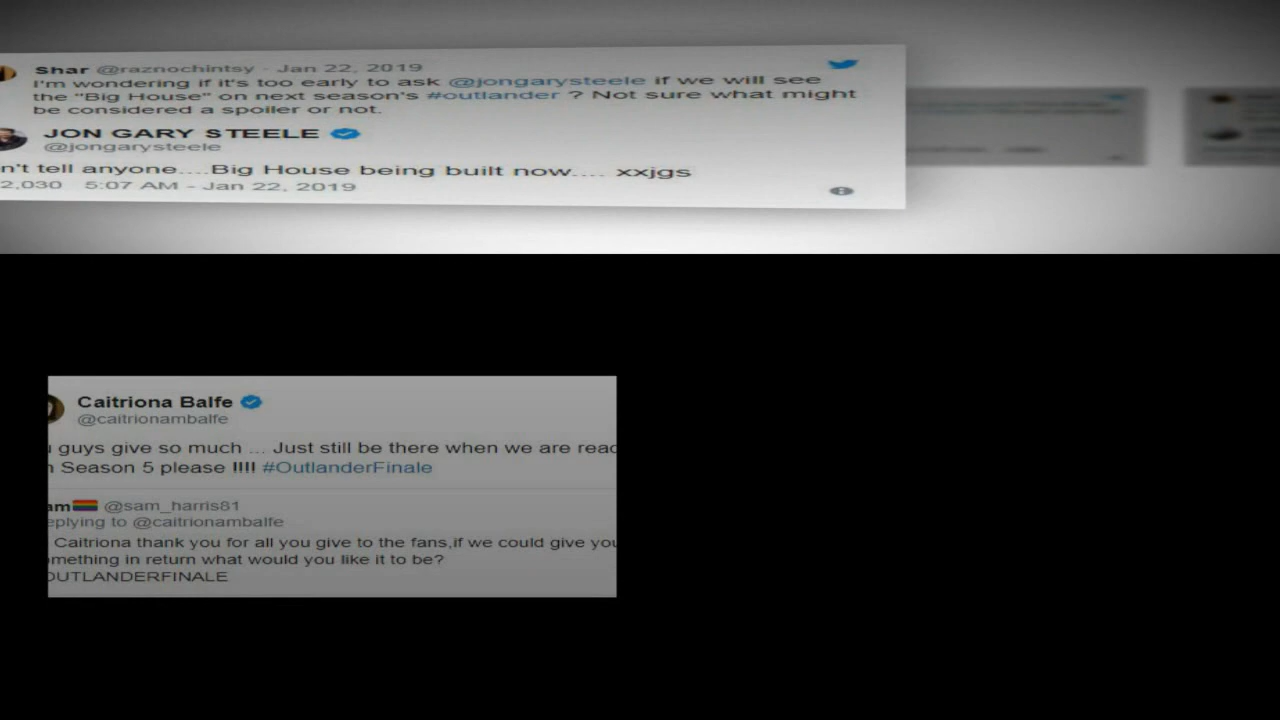 Shar @raznochintsy - Jan 22, 2019
I'm wondering if it's too early to ask @jongarysteele if we will see
the "Big House" on next season's #outlander ? Not sure what might
be considered a spoiler or not.
JON GARY STEELE
@jongarysteele
n't tell anyone....Big House being built now.... xxjgs
2,030 5:07 AM - Jan 22, 2019
Caitriona Balfe
@caitrionambalfe
guys give so much ... Just still be there when we are read
Season 5 please !!!! #OutlanderFinale
am @sam_harris81
eplying to @caitrionambalfe
Caitriona thank you for all you give to the fans,if we could give you
mething in return what would you like it to be?
OUTLANDERFINALE